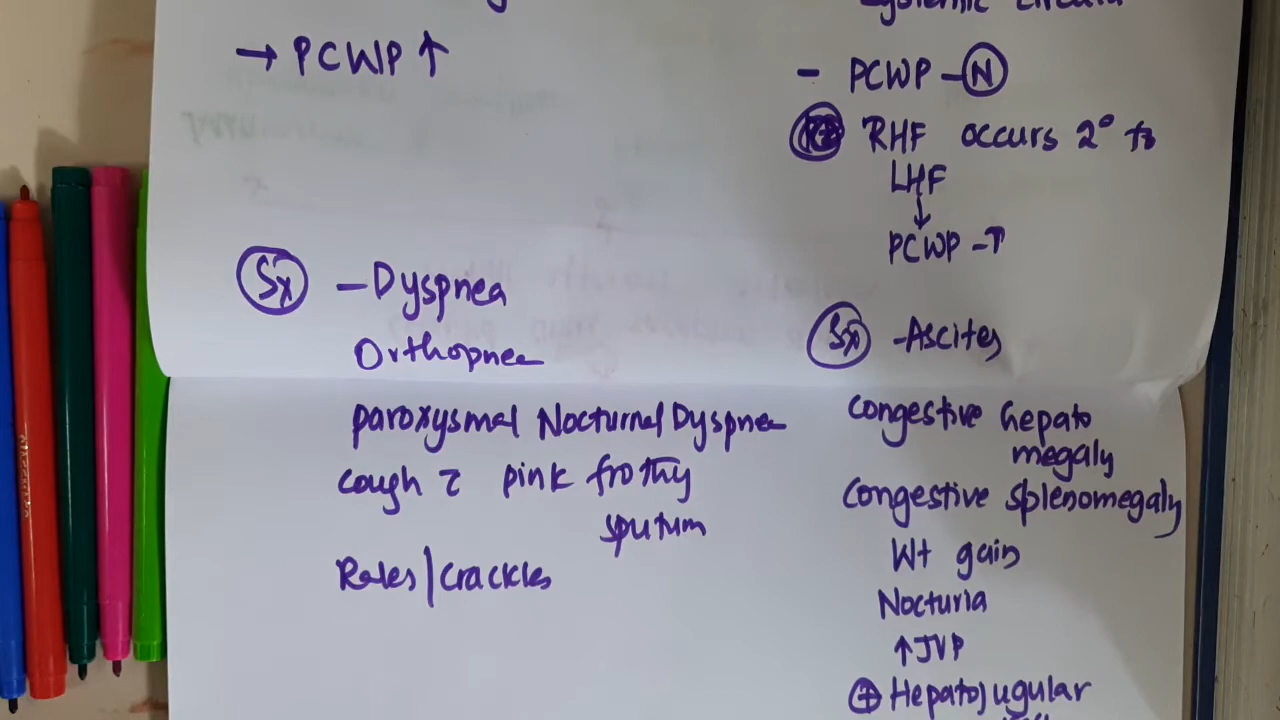 → PCWP ↑
Sx - Dyspnea
Orthopnea
paroxysmal Nocturnal Dyspnea
cough c pink frothy
sputum
Rales/crackles
- PCWP - N
RHF occurs 2° to
LHF
↓
PCWP - ↑
Sx - Ascites
congestive hepato
megaly
congestive splenomegaly
Wt gain
Nocturia
↑ JVP
⊕ Hepatojugular